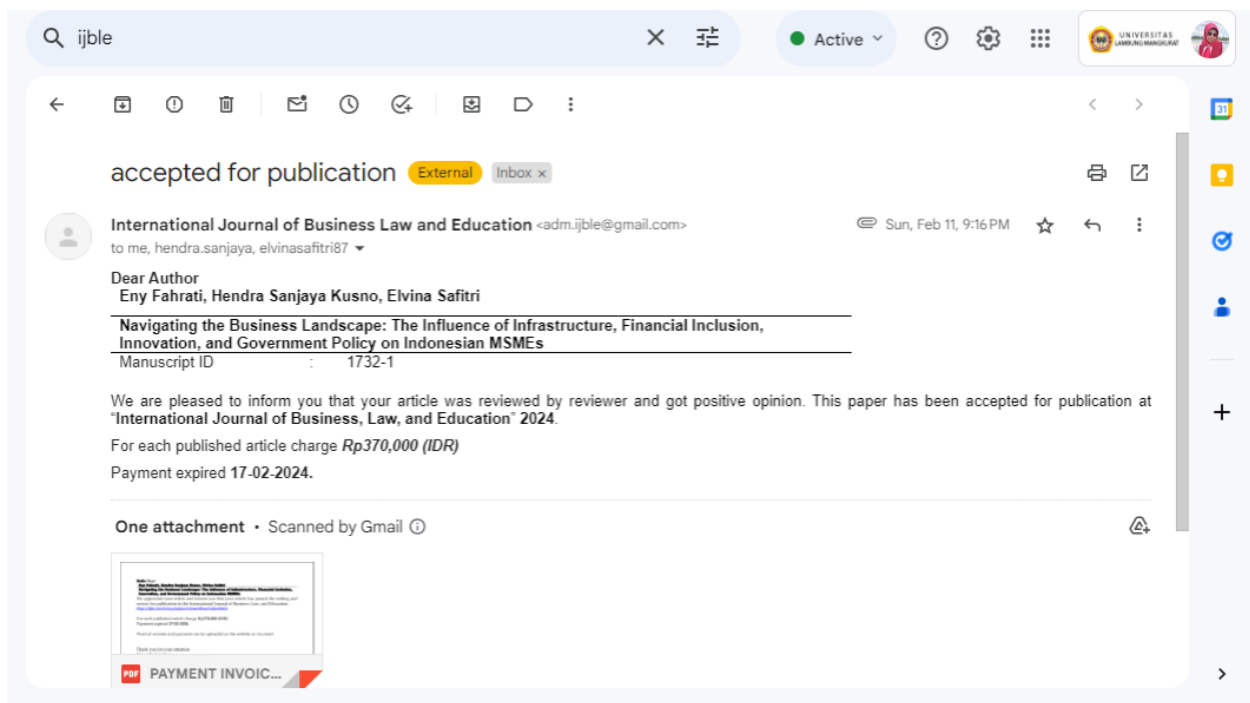 ijble
Active
UNIVERSITAS
LAMBUNG MANGKURAT
31
accepted for publication External Inbox ×
International Journal of Business Law and Education <adm.ijble@gmail.com> Sun, Feb 11, 9:16 PM
to me, hendra.sanjaya, elvinasafitri87
Dear Author
Eny Fahrati, Hendra Sanjaya Kusno, Elvina Safitri
Navigating the Business Landscape: The Influence of Infrastructure, Financial Inclusion,
Innovation, and Government Policy on Indonesian MSMEs
Manuscript ID : 1732-1
We are pleased to inform you that your article was reviewed by reviewer and got positive opinion. This paper has been accepted for publication at
“International Journal of Business, Law, and Education” 2024.
For each published article charge Rp370,000 (IDR)
Payment expired 17-02-2024.
One attachment • Scanned by Gmail
PDF PAYMENT INVOIC...